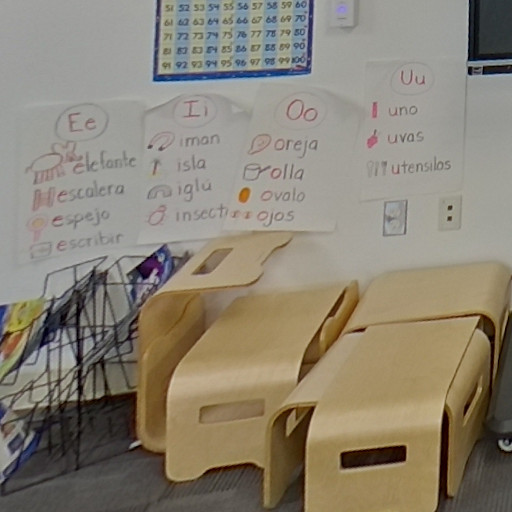 51 52 53 54 55 56 57 58 59 60
61 62 63 64 65 66 67 68 69 70
71 72 73 74 75 76 77 78 79 80
81 82 83 84 85 86 87 88 89 90
91 92 93 94 95 96 97 98 99 100
Ee
elefante
escalera
espejo
escribir
Ii
iman
isla
iglú
insect
Oo
oreja
olla
ovalo
ojos
Uu
uno
uvas
utensilos